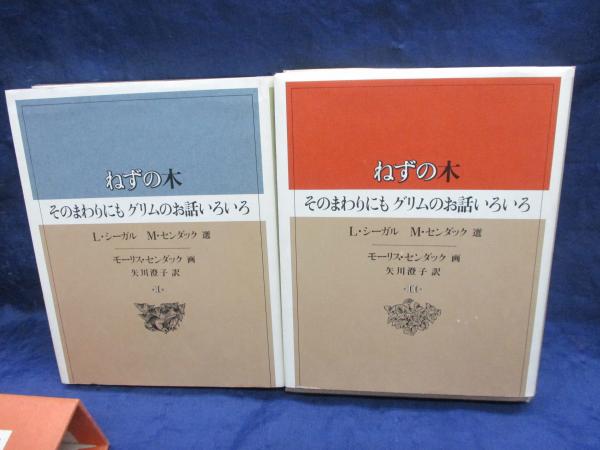 ねずの木
そのまわりにもグリムのお話いろいろ
L・シーガル M・センダック 選
モーリス・センダック 画
矢川澄子 訳
I
ねずの木
そのまわりにもグリムのお話いろいろ
L・シーガル M・センダック 選
モーリス・センダック 画
矢川澄子 訳
II